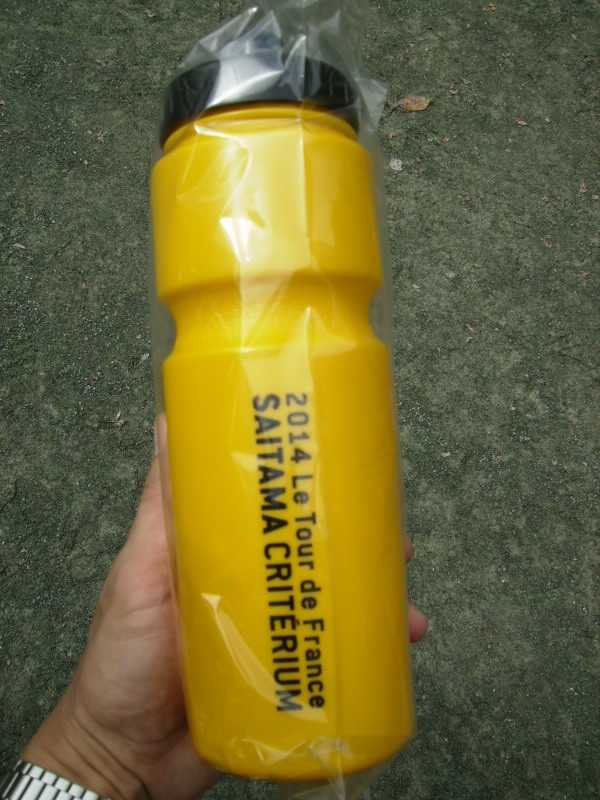 2014 Le Tour de France
SAITAMA CRITÉRIUM